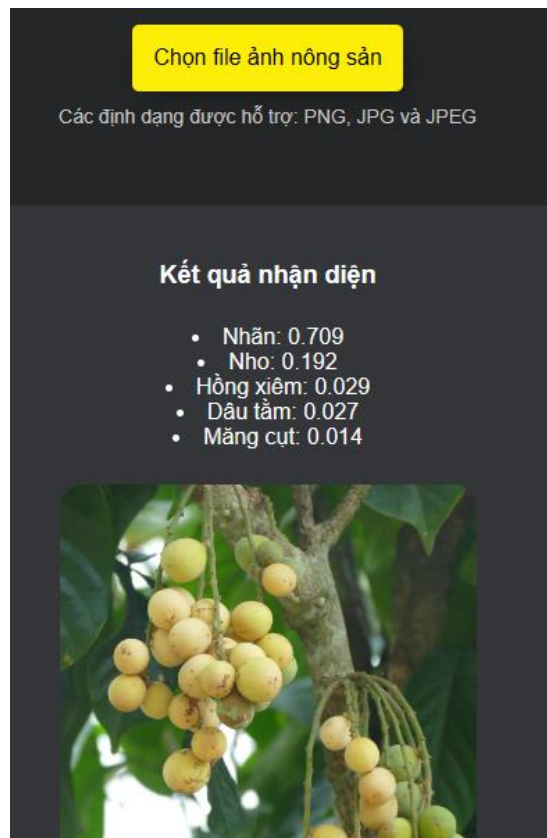 Chọn file ảnh nông sản
Các định dạng được hỗ trợ: PNG, JPG và JPEG
Kết quả nhận diện
• Nhãn: 0.709
• Nho: 0.192
• Hồng xiêm: 0.029
• Dâu tằm: 0.027
• Măng cụt: 0.014